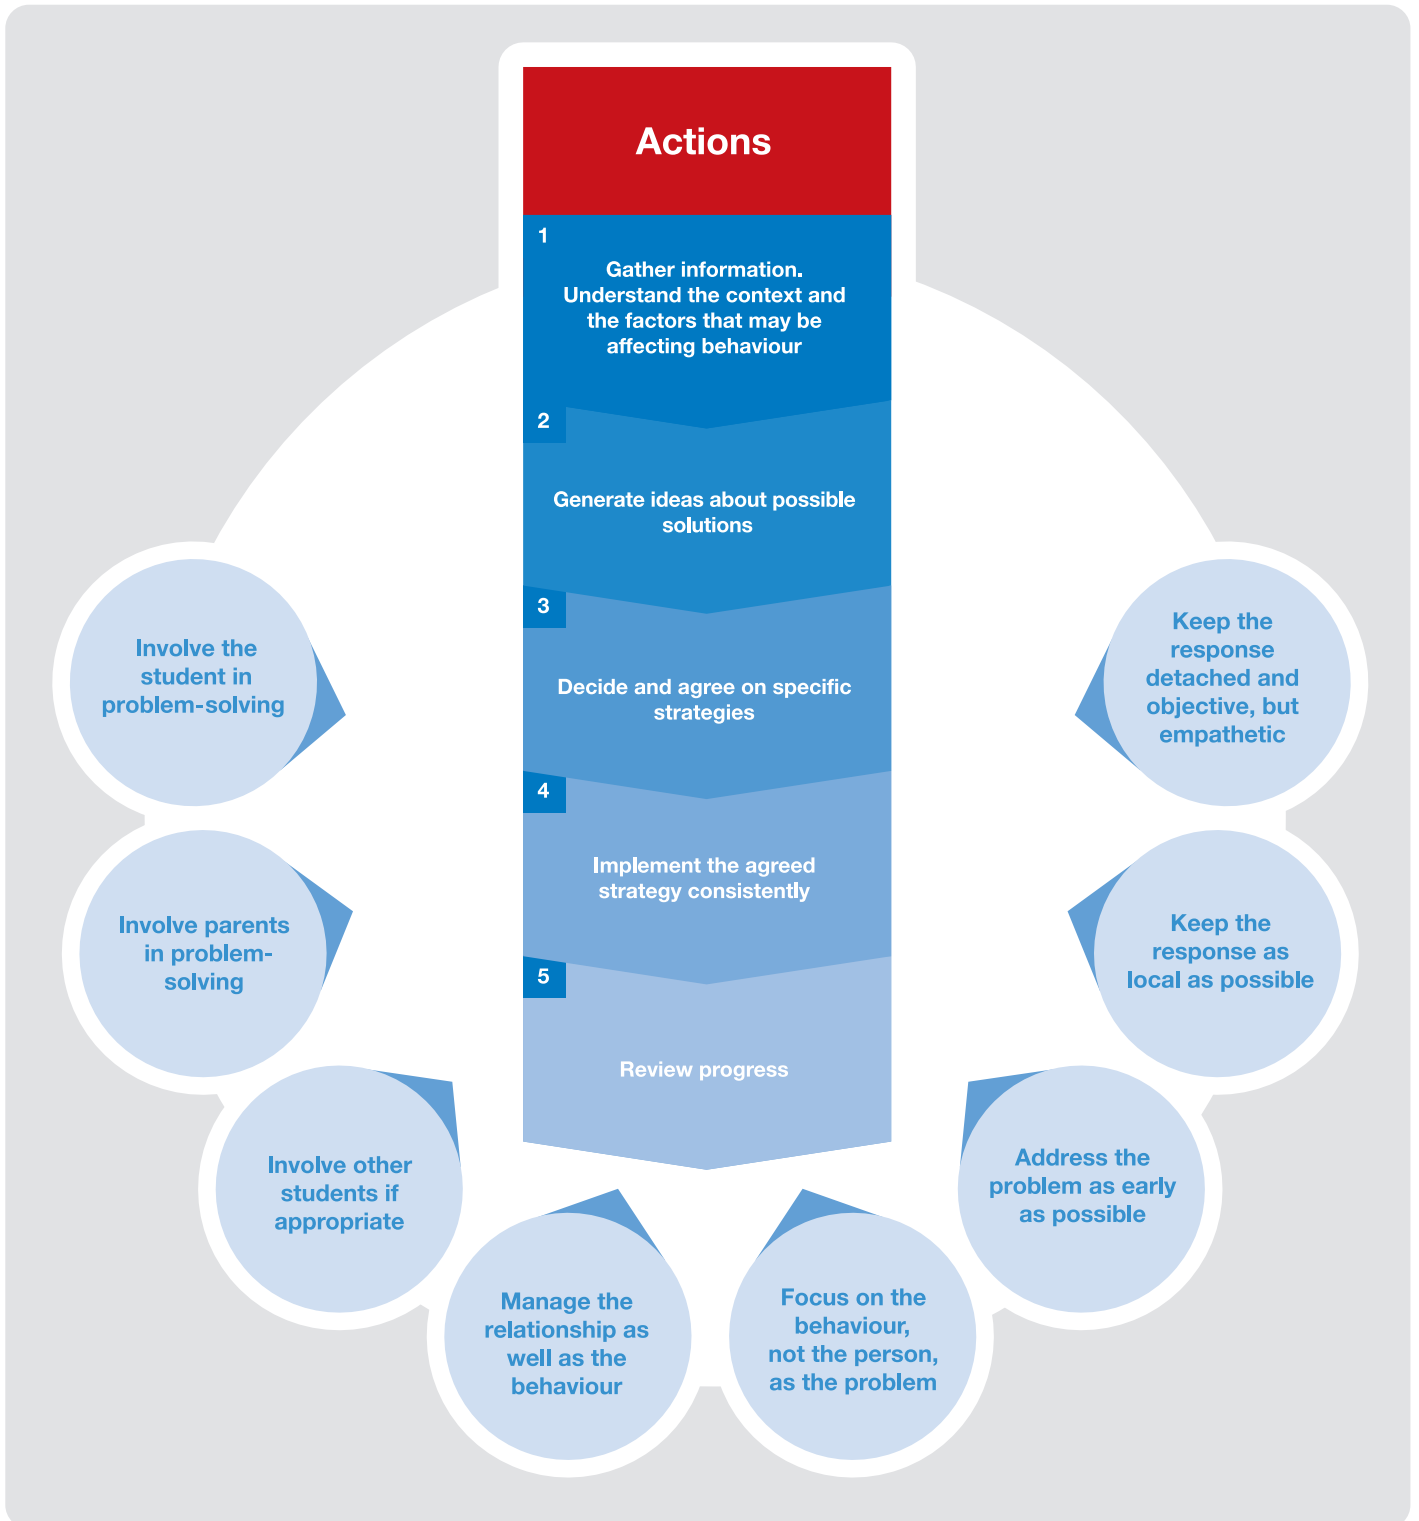 Actions
1
Gather information.
Understand the context and
the factors that may be
affecting behaviour
2
Generate ideas about possible
solutions
3
Decide and agree on specific
strategies
4
Implement the agreed
strategy consistently
5
Review progress
Involve the
student in
problem-solving
Involve parents
in problem-
solving
Involve other
students if
appropriate
Manage the
relationship as
well as the
behaviour
Focus on the
behaviour,
not the person,
as the problem
Address the
problem as early
as possible
Keep the
response as
local as possible
Keep the
response
detached and
objective, but
empathetic